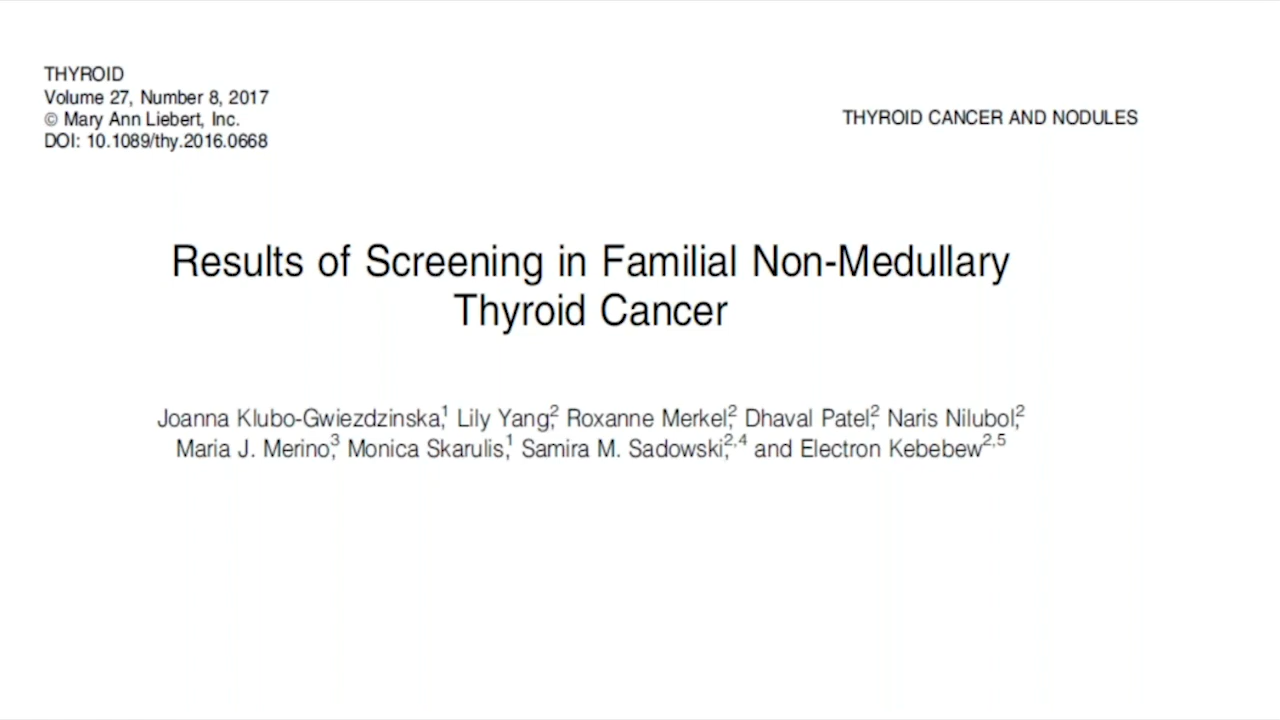 THYROID
Volume 27, Number 8, 2017
© Mary Ann Liebert, Inc.
DOI: 10.1089/thy.2016.0668
THYROID CANCER AND NODULES
Results of Screening in Familial Non-Medullary
Thyroid Cancer
Joanna Klubo-Gwiezdzinska,1 Lily Yang,2 Roxanne Merkel,2 Dhaval Patel,2 Naris Nilubol,2
Maria J. Merino,3 Monica Skarulis,1 Samira M. Sadowski,2,4 and Electron Kebebew2,5